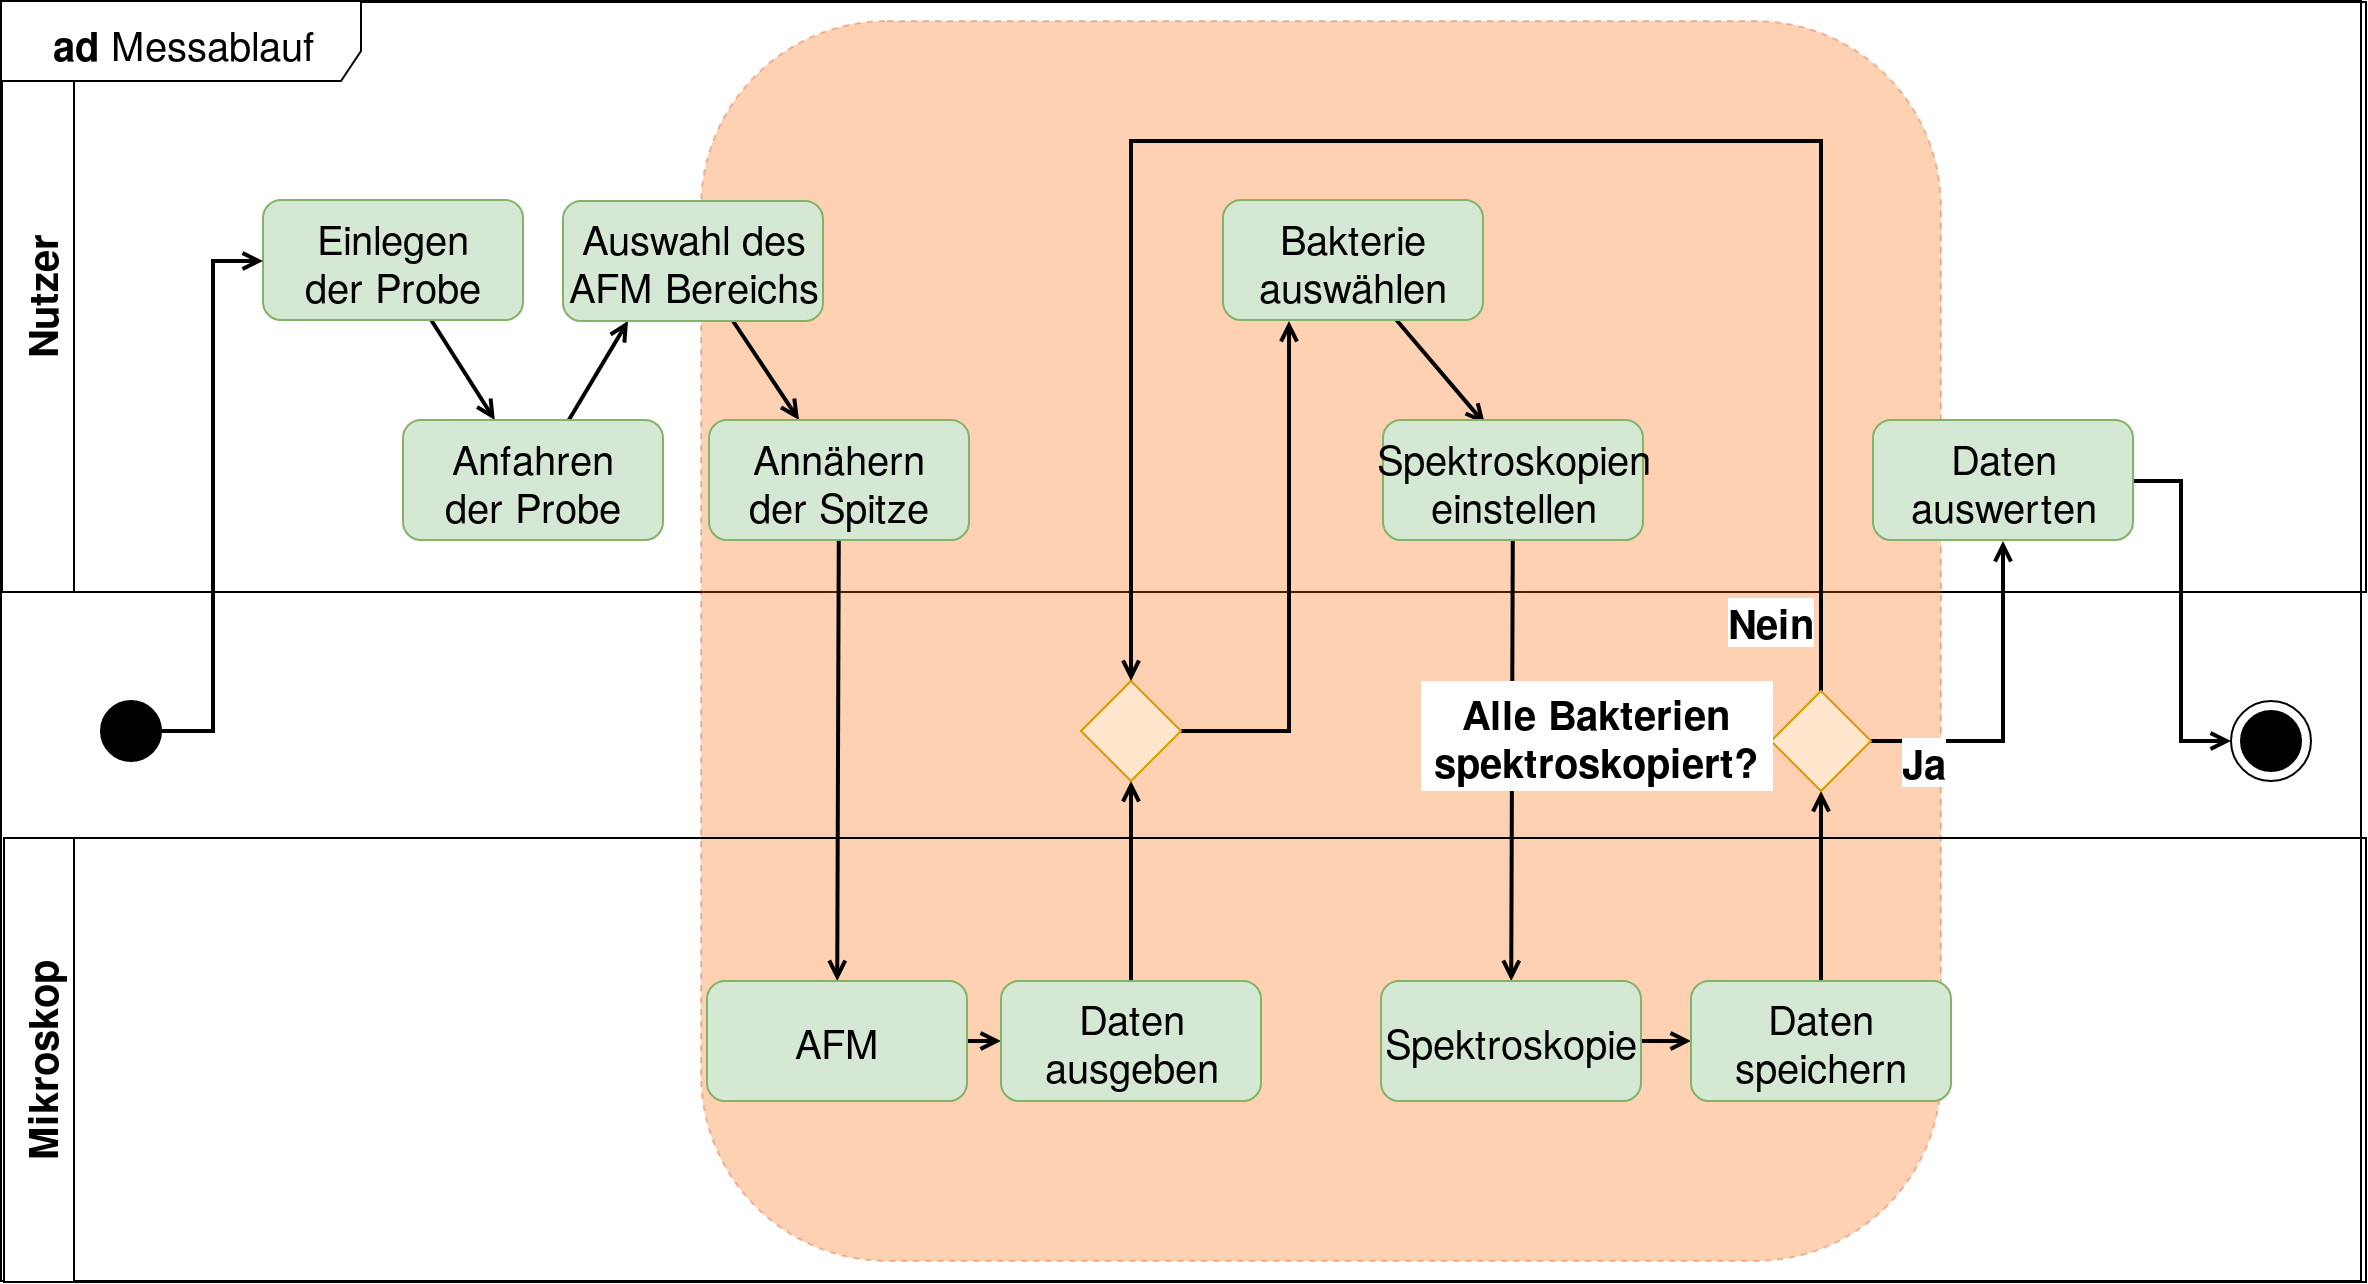 ad Messablauf
Nutzer
Einlegen
der Probe
Auswahl des
AFM Bereichs
Bakterie
auswählen
Anfahren
der Probe
Annähern
der Spitze
Spektroskopien
einstellen
Daten
auswerten
Nein
Alle Bakterien
spektroskopiert?
Ja
Mikroskop
AFM
Daten
ausgeben
Spektroskopie
Daten
speichern